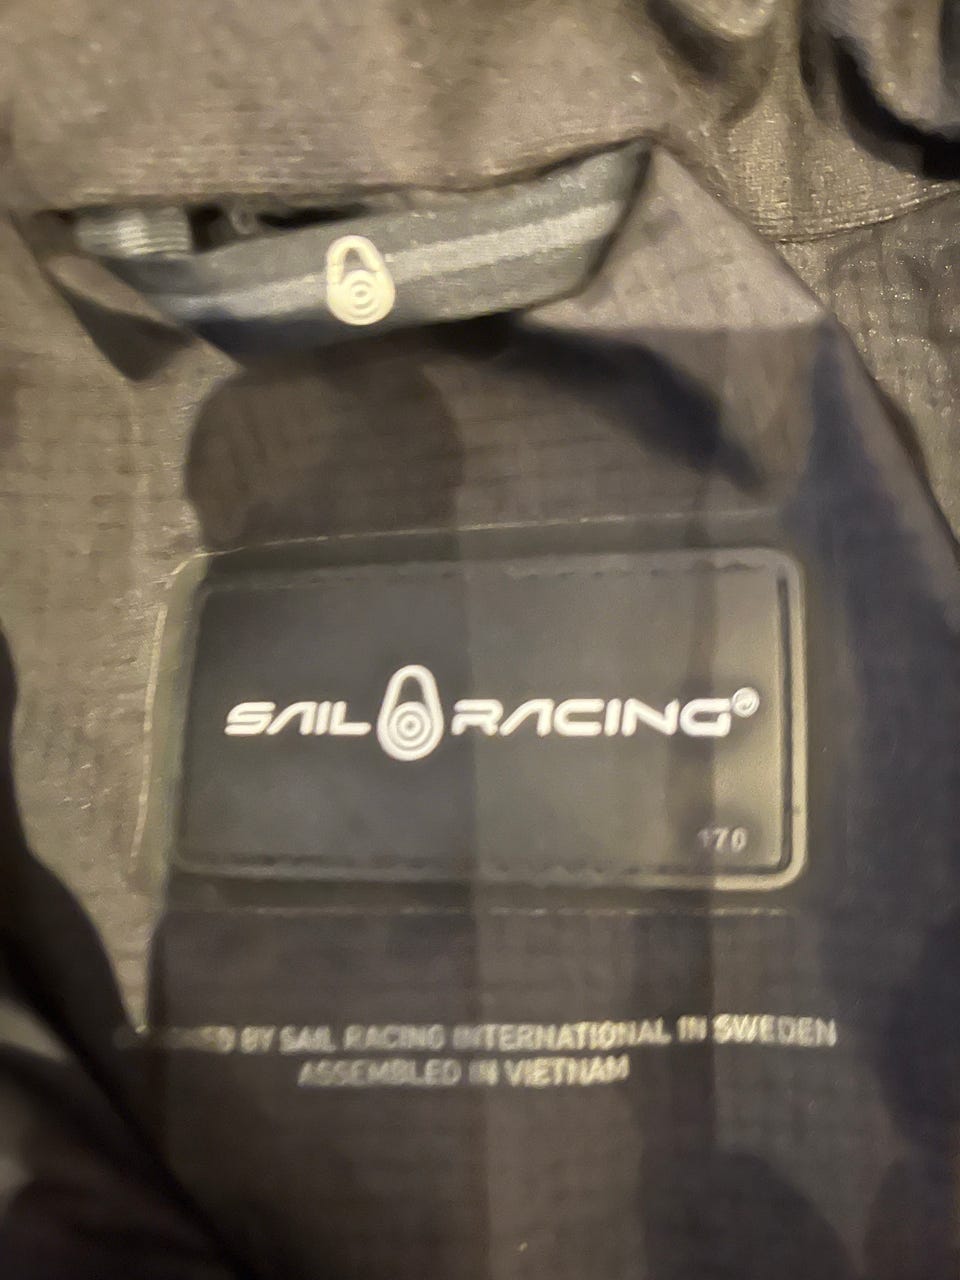 SAIL RACING®
170
BY SAIL RACING INTERNATIONAL IN SWEDEN
ASSEMBLED IN VIETNAM